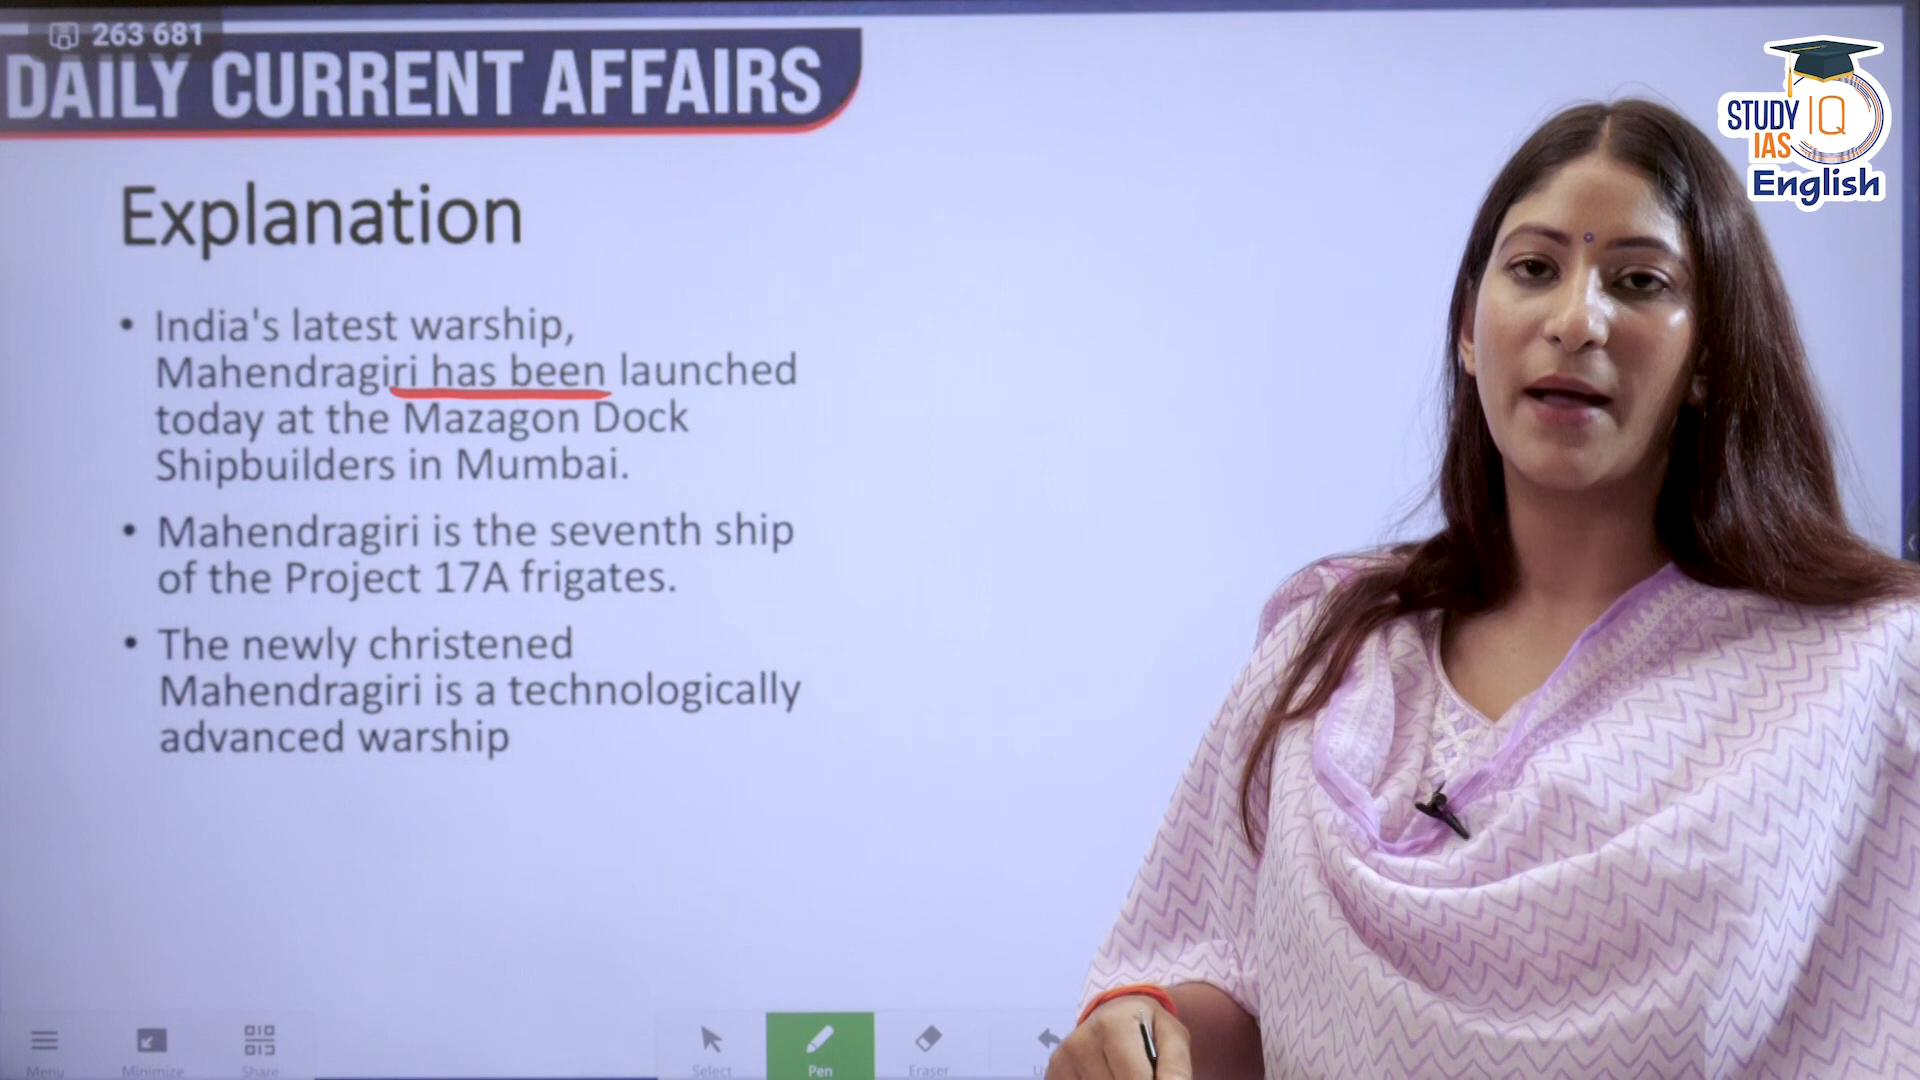 263 681
DAILY CURRENT AFFAIRS
STUDY IQ
IAS
English
Explanation
• India's latest warship,
Mahendragiri has been launched
today at the Mazagon Dock
Shipbuilders in Mumbai.
• Mahendragiri is the seventh ship
of the Project 17A frigates.
• The newly christened
Mahendragiri is a technologically
advanced warship
Menu
Minimize
Share
Select
Pen
Eraser